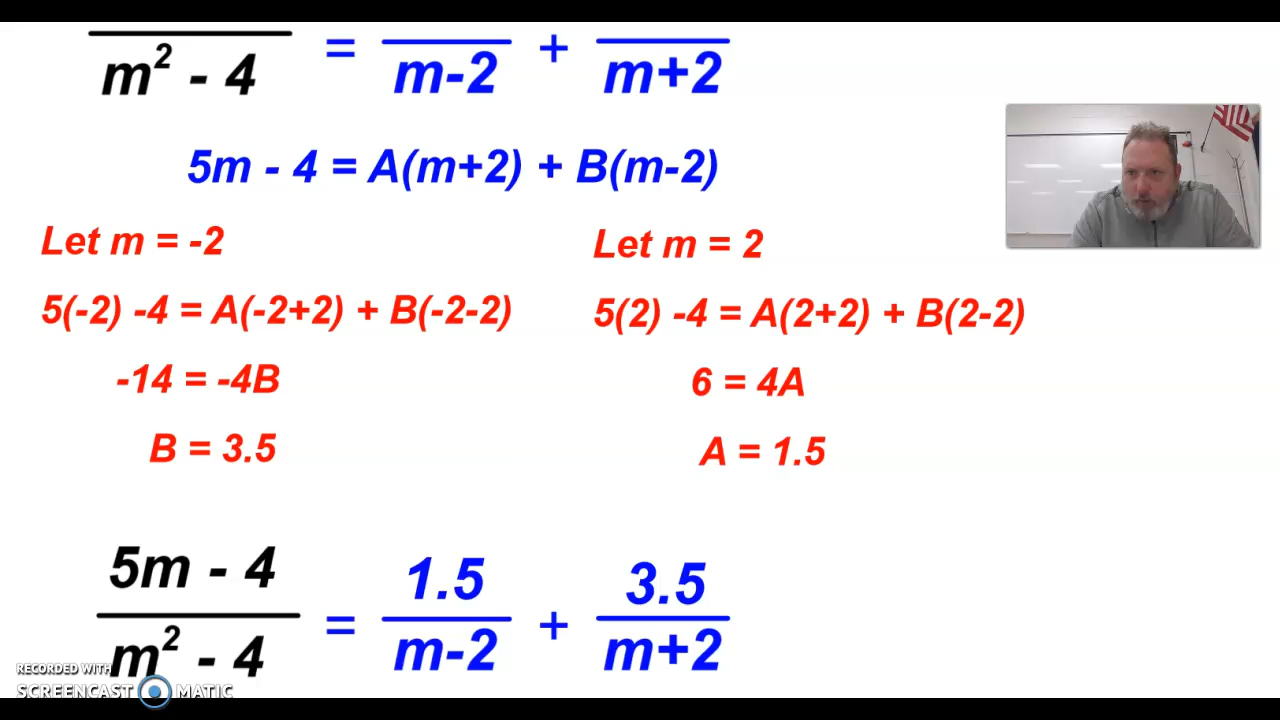 m² - 4 = m-2 + m+2
5m - 4 = A(m+2) + B(m-2)
Let m = -2
5(-2) -4 = A(-2+2) + B(-2-2)
-14 = -4B
B = 3.5
Let m = 2
5(2) -4 = A(2+2) + B(2-2)
6 = 4A
A = 1.5
5m - 4 1.5 3.5
= +
m² - 4 m-2 m+2
RECORDED WITH
SCREENCAST MATIC